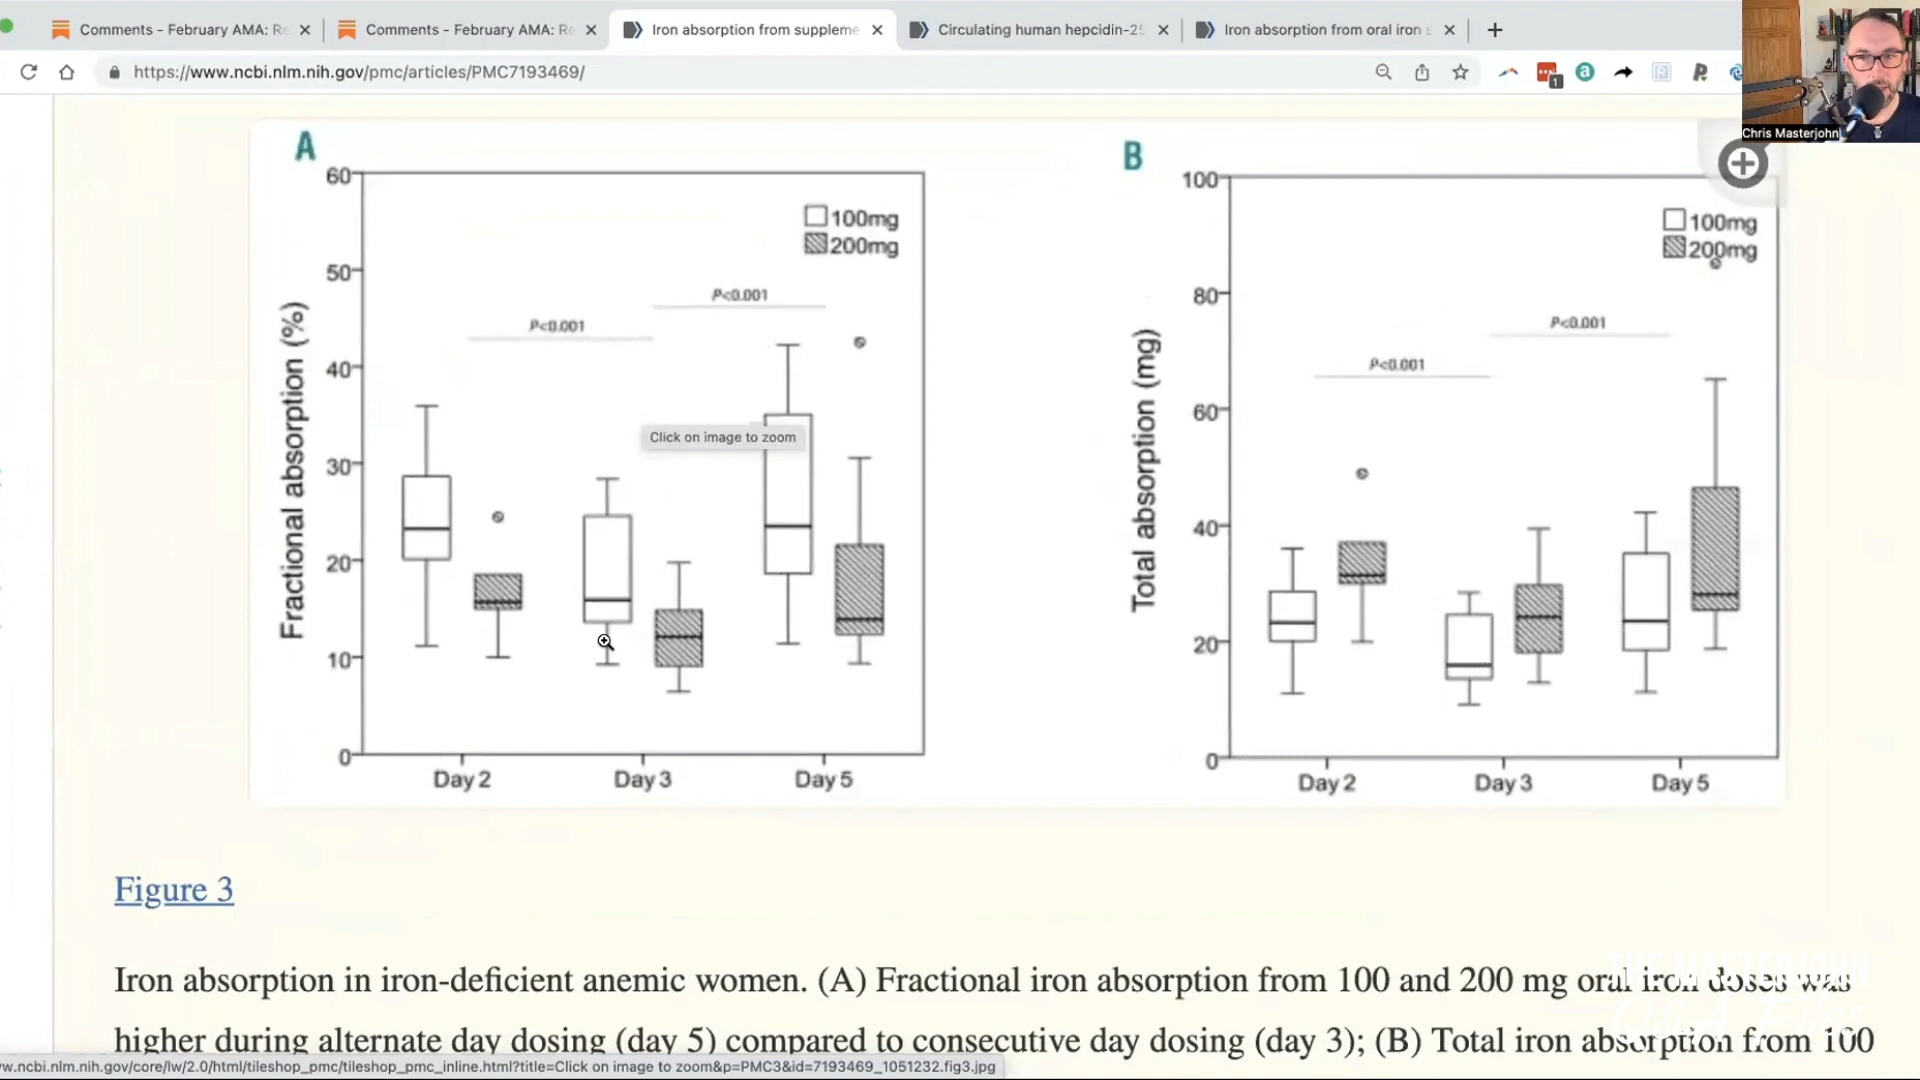 Comments - February AMA: Re
Comments - February AMA: Re
Iron absorption from suppleme
Circulating human hepcidin-25
Iron absorption from oral iron s
https://www.ncbi.nlm.nih.gov/pmc/articles/PMC7193469/
1
Chris Masterjohn
A
60
50
40
30
20
10
0
Fractional absorption (%)
100mg
200mg
P<0.001
P<0.001
Click on image to zoom
Day 2
Day 3
Day 5
B
100
80
60
40
20
0
Total absorption (mg)
100mg
200mg
P<0.001
P<0.001
Day 2
Day 3
Day 5
Figure 3
Iron absorption in iron-deficient anemic women. (A) Fractional iron absorption from 100 and 200 mg oral iron doses was
higher during alternate day dosing (day 5) compared to consecutive day dosing (day 3); (B) Total iron absorption from 100
THE MASTERJOHN
Q&A Files
w.ncbi.nlm.nih.gov/core/lw/2.0/html/tileshop_pmc/tileshop_pmc_inline.html?title=Click on image to zoom&p=PMC3&id=7193469_1051232.fig3.jpg